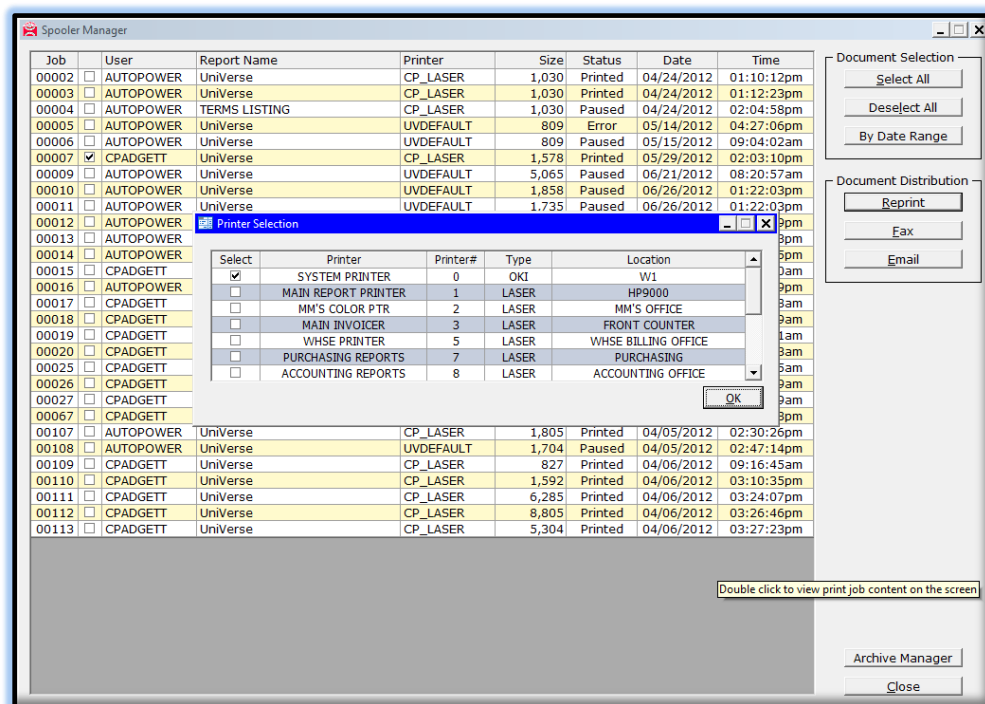 Spooler Manager
Job User Report Name Printer Size Status Date Time
00002 AUTOPOWER UniVerse CP_LASER 1,030 Printed 04/24/2012 01:10:12pm
00003 AUTOPOWER UniVerse CP_LASER 1,030 Printed 04/24/2012 01:12:23pm
00004 AUTOPOWER TERMS LISTING CP_LASER 1,030 Paused 04/24/2012 02:04:58pm
00005 AUTOPOWER UniVerse UVDEFAULT 809 Error 05/14/2012 04:27:06pm
00006 AUTOPOWER UniVerse UVDEFAULT 809 Paused 05/15/2012 09:04:02am
00007 CPADGETT UniVerse CP_LASER 1,578 Printed 05/29/2012 02:03:10pm
00009 AUTOPOWER UniVerse UVDEFAULT 5,065 Paused 06/21/2012 08:20:57am
00010 AUTOPOWER UniVerse UVDEFAULT 1,858 Paused 06/26/2012 01:22:03pm
00011 AUTOPOWER UniVerse UVDEFAULT 1,735 Paused 06/26/2012 01:22:03pm
00012 AUTOPOWER
00013 AUTOPOWER
00014 AUTOPOWER
00015 CPADGETT
00016 AUTOPOWER
00017 CPADGETT
00018 CPADGETT
00019 CPADGETT
00020 CPADGETT
00025 CPADGETT
00026 CPADGETT
00027 CPADGETT
00067 CPADGETT
00107 AUTOPOWER UniVerse CP_LASER 1,805 Printed 04/05/2012 02:30:26pm
00108 AUTOPOWER UniVerse UVDEFAULT 1,704 Paused 04/05/2012 02:47:14pm
00109 CPADGETT UniVerse CP_LASER 827 Printed 04/06/2012 09:16:45am
00110 CPADGETT UniVerse CP_LASER 1,592 Printed 04/06/2012 03:10:35pm
00111 CPADGETT UniVerse CP_LASER 6,285 Printed 04/06/2012 03:24:07pm
00112 CPADGETT UniVerse CP_LASER 8,805 Printed 04/06/2012 03:26:46pm
00113 CPADGETT UniVerse CP_LASER 5,304 Printed 04/06/2012 03:27:23pm
Printer Selection
Select Printer Printer# Type Location
SYSTEM PRINTER 0 OKI W1
MAIN REPORT PRINTER 1 LASER HP9000
MM'S COLOR PTR 2 LASER MM'S OFFICE
MAIN INVOICER 3 LASER FRONT COUNTER
WHSE PRINTER 5 LASER WHSE BILLING OFFICE
PURCHASING REPORTS 7 LASER PURCHASING
ACCOUNTING REPORTS 8 LASER ACCOUNTING OFFICE
OK
Document Selection
Select All
Deselect All
By Date Range
Document Distribution
Reprint
Fax
Email
Double click to view print job content on the screen
Archive Manager
Close